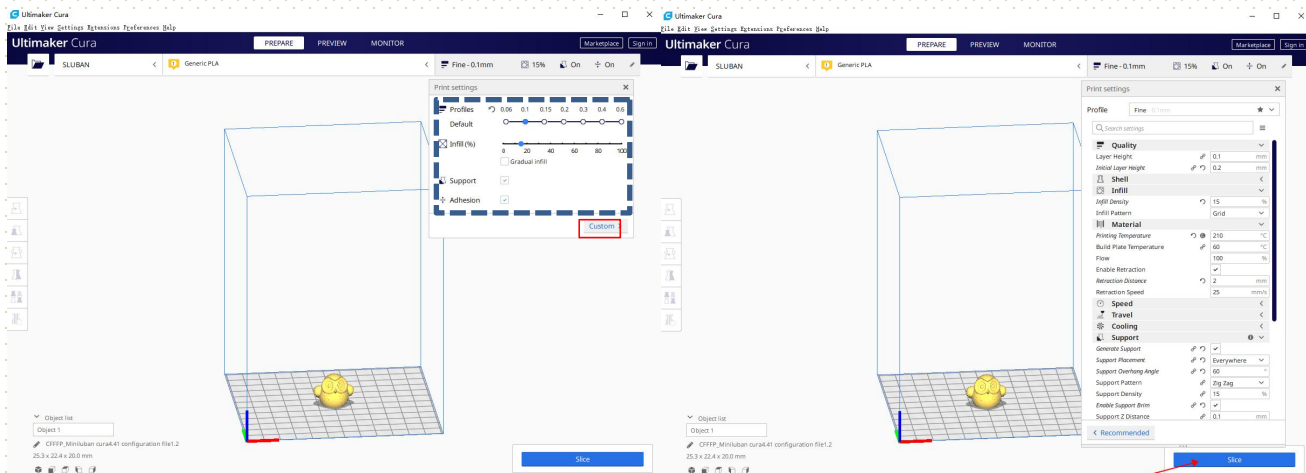 Ultimaker Cura
File Edit View Settings Extensions Preferences Help
Ultimaker Cura
PREPARE PREVIEW MONITOR
Marketplace Sign in
SLUBAN
Generic PLA
Fine - 0.1mm 15% On On
Print settings
Profiles 0.06 0.1 0.15 0.2 0.3 0.4 0.6
Default
Infill (%)
0 20 40 60 80 100
Gradual infill
Support
Adhesion
Custom
Object list
Object 1
CFFFP_Miniluban cura4.41 configuration file1.2
25.3 x 22.4 x 20.0 mm
Slice
Ultimaker Cura
File Edit View Settings Extensions Preferences Help
Ultimaker Cura
PREPARE PREVIEW MONITOR
Marketplace Sign in
SLUBAN
Generic PLA
Fine - 0.1mm 15% On On
Print settings
Profile Fine - 0.1mm
Search settings
Quality
Layer Height 0.1 mm
Initial Layer Height 0.2 mm
Shell
Infill
Infill Density 15 %
Infill Pattern Grid
Material
Printing Temperature 210 °C
Build Plate Temperature 60 °C
Flow 100 %
Enable Retraction
Retraction Distance 2 mm
Retraction Speed 25 mm/s
Speed
Travel
Cooling
Support
Generate Support
Support Placement Everywhere
Support Overhang Angle 60 °
Support Pattern Zig Zag
Support Density 15 %
Enable Support Brim
Support Z Distance 0.1 mm
< Recommended
Object list
Object 1
CFFFP_Miniluban cura4.41 configuration file1.2
25.3 x 22.4 x 20.0 mm
Slice